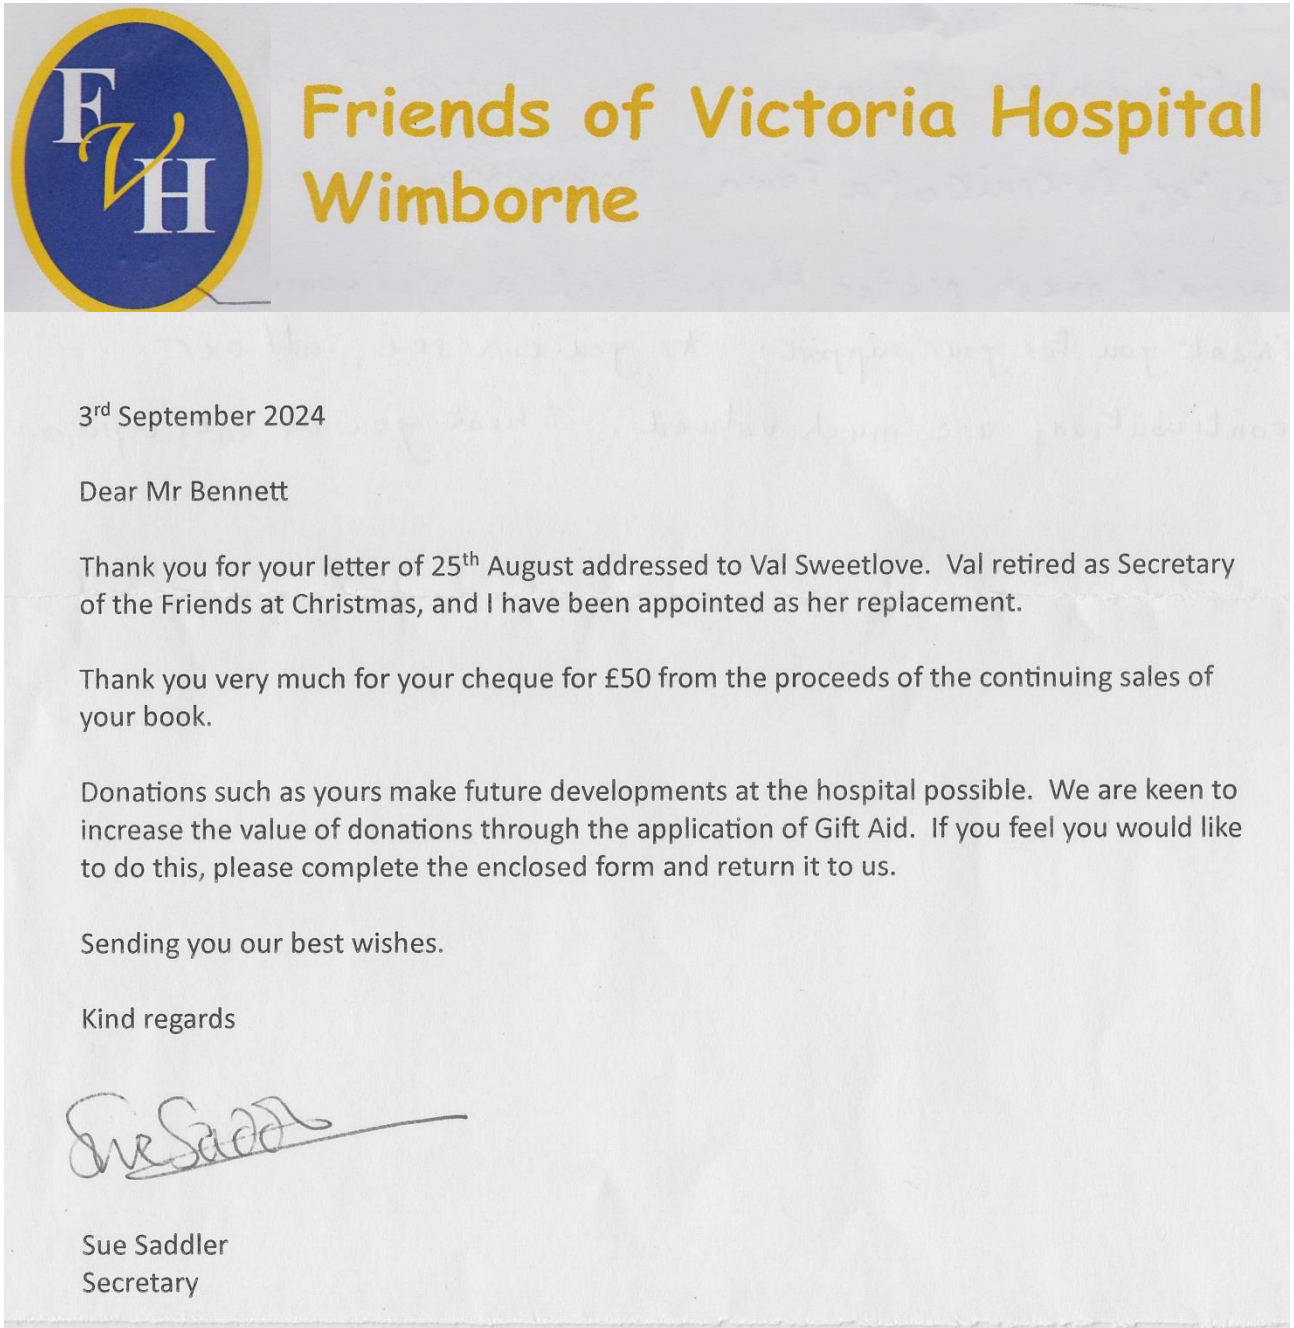 FVH
Friends of Victoria Hospital
Wimborne
3rd September 2024
Dear Mr Bennett
Thank you for your letter of 25th August addressed to Val Sweetlove.  Val retired as Secretary
of the Friends at Christmas, and I have been appointed as her replacement.
Thank you very much for your cheque for £50 from the proceeds of the continuing sales of
your book.
Donations such as yours make future developments at the hospital possible.  We are keen to
increase the value of donations through the application of Gift Aid.  If you feel you would like
to do this, please complete the enclosed form and return it to us.
Sending you our best wishes.
Kind regards
Sue Saddler
Sue Saddler
Secretary